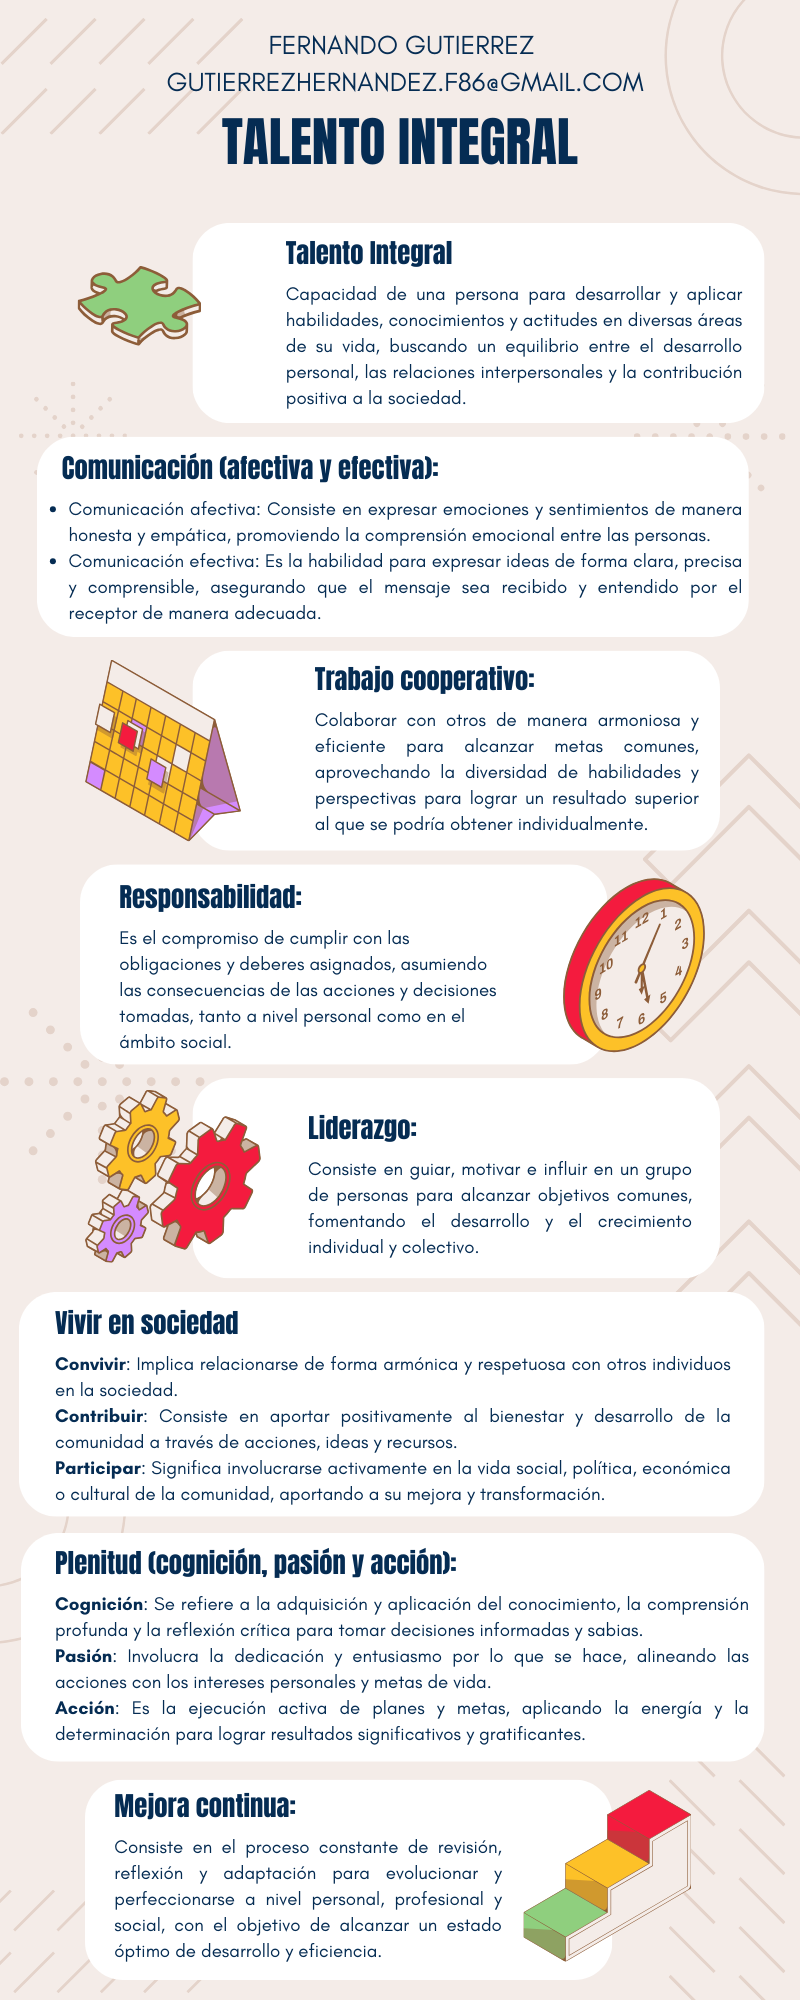 FERNANDO GUTIERREZ
GUTIERREZHERNANDEZ.F86@GMAIL.COM
TALENTO INTEGRAL
Talento Integral
Capacidad de una persona para desarrollar y aplicar
habilidades, conocimientos y actitudes en diversas áreas
de su vida, buscando un equilibrio entre el desarrollo
personal, las relaciones interpersonales y la contribución
positiva a la sociedad.
Comunicación (afectiva y efectiva):
• Comunicación afectiva: Consiste en expresar emociones y sentimientos de manera
honesta y empática, promoviendo la comprensión emocional entre las personas.
• Comunicación efectiva: Es la habilidad para expresar ideas de forma clara, precisa
y comprensible, asegurando que el mensaje sea recibido y entendido por el
receptor de manera adecuada.
Trabajo cooperativo:
Colaborar con otros de manera armoniosa y
eficiente para alcanzar metas comunes,
aprovechando la diversidad de habilidades y
perspectivas para lograr un resultado superior
al que se podría obtener individualmente.
Responsabilidad:
Es el compromiso de cumplir con las
obligaciones y deberes asignados, asumiendo
las consecuencias de las acciones y decisiones
tomadas, tanto a nivel personal como en el
ámbito social.
12 1 2 3 4 5 6 7 8 9 10 11
Liderazgo:
Consiste en guiar, motivar e influir en un grupo
de personas para alcanzar objetivos comunes,
fomentando el desarrollo y el crecimiento
individual y colectivo.
Vivir en sociedad
Convivir: Implica relacionarse de forma armónica y respetuosa con otros individuos
en la sociedad.
Contribuir: Consiste en aportar positivamente al bienestar y desarrollo de la
comunidad a través de acciones, ideas y recursos.
Participar: Significa involucrarse activamente en la vida social, política, económica
o cultural de la comunidad, aportando a su mejora y transformación.
Plenitud (cognición, pasión y acción):
Cognición: Se refiere a la adquisición y aplicación del conocimiento, la comprensión
profunda y la reflexión crítica para tomar decisiones informadas y sabias.
Pasión: Involucra la dedicación y entusiasmo por lo que se hace, alineando las
acciones con los intereses personales y metas de vida.
Acción: Es la ejecución activa de planes y metas, aplicando la energía y la
determinación para lograr resultados significativos y gratificantes.
Mejora continua:
Consiste en el proceso constante de revisión,
reflexión y adaptación para evolucionar y
perfeccionarse a nivel personal, profesional y
social, con el objetivo de alcanzar un estado
óptimo de desarrollo y eficiencia.